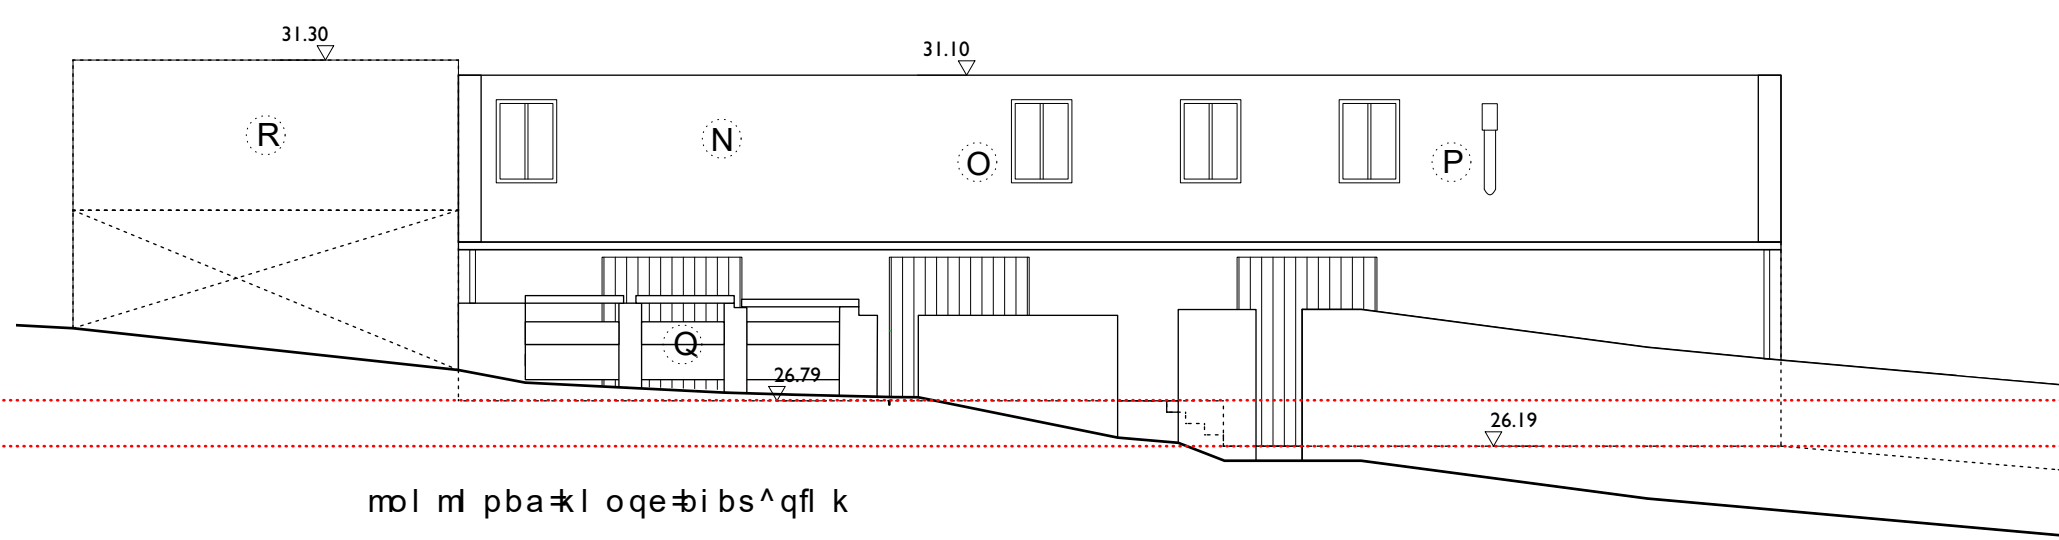 31.30
31.10
R
N
O
P
Q
26.79
26.19
mol ml pba=kl oqe=bi bs^qfl k